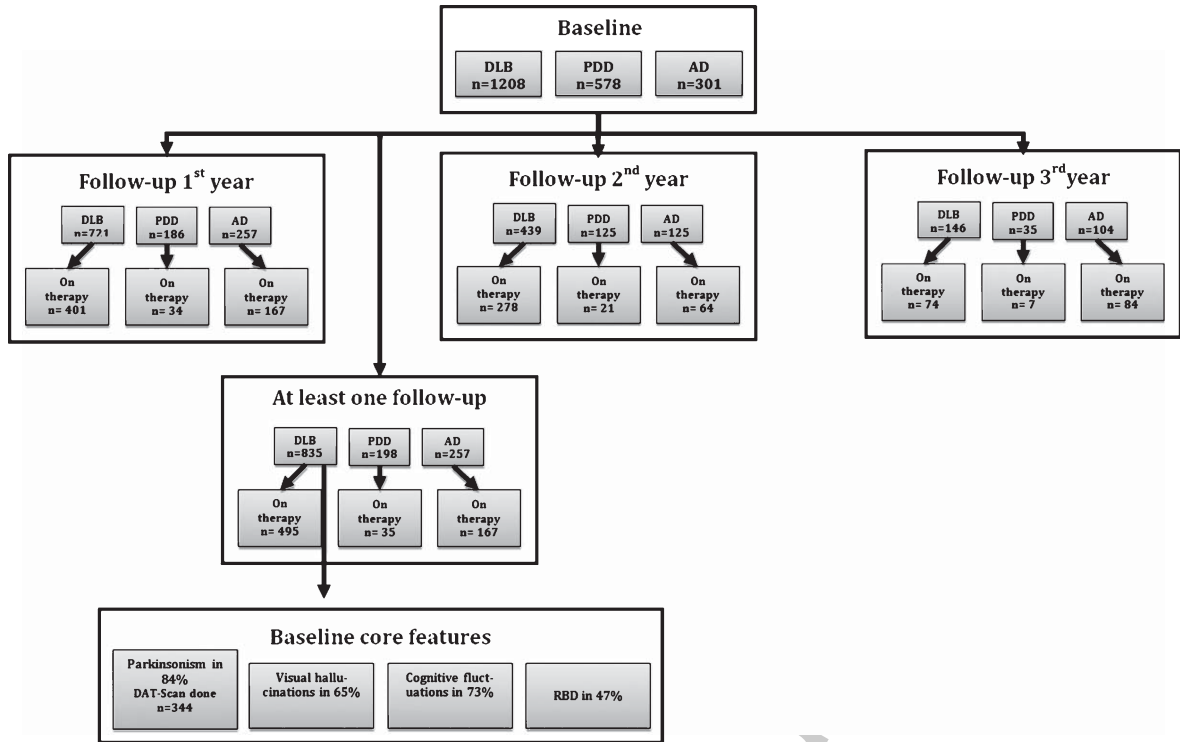 Baseline
DLB
n=1208
PDD
n=578
AD
n=301
Follow-up 1st year
DLB
n=721
PDD
n=186
AD
n=257
On
therapy
n= 401
On
therapy
n= 34
On
therapy
n= 167
Follow-up 2nd year
DLB
n=439
PDD
n=125
AD
n=125
On
therapy
n= 278
On
therapy
n= 21
On
therapy
n= 64
Follow-up 3rd year
DLB
n=146
PDD
n=35
AD
n=104
On
therapy
n= 74
On
therapy
n= 7
On
therapy
n= 84
At least one follow-up
DLB
n=835
PDD
n=198
AD
n=257
On
therapy
n= 495
On
therapy
n= 35
On
therapy
n= 167
Baseline core features
Parkinsonism in
84%
DAT-Scan done
n=344
Visual hallu-
cinations in 65%
Cognitive fluct-
uations in 73%
RBD in 47%